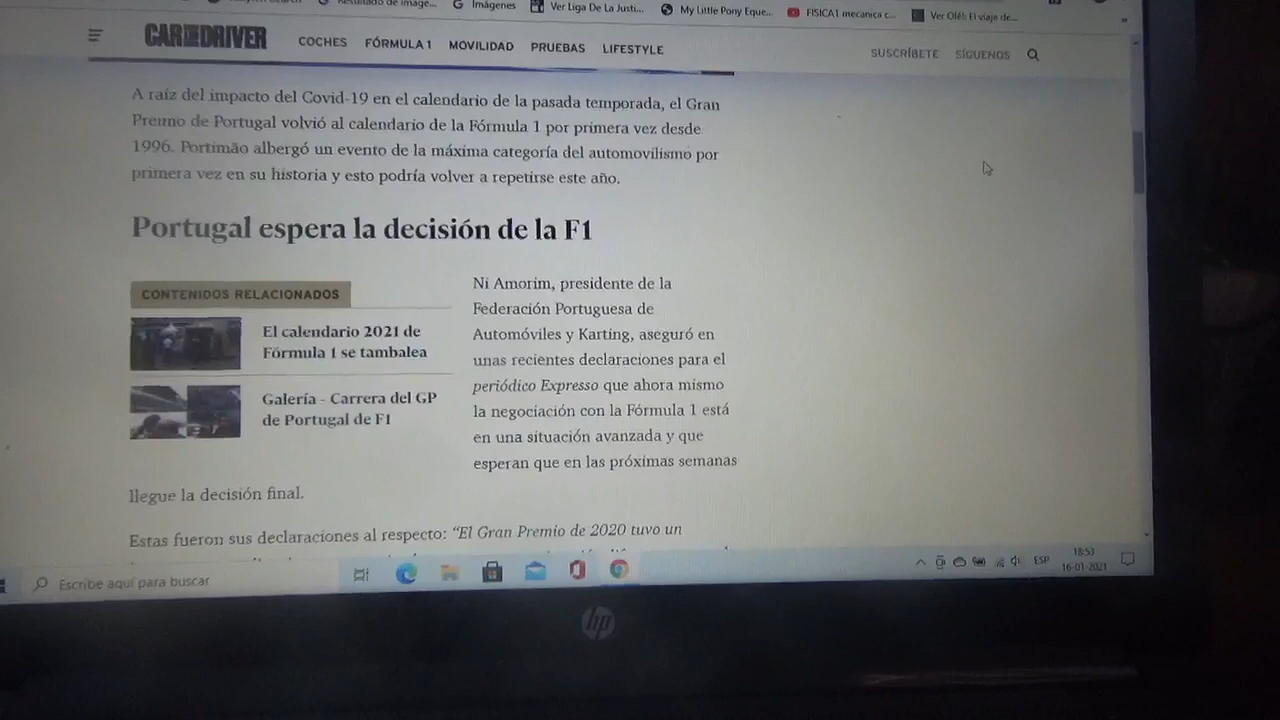 Imágenes
Ver Liga De La Justi...
My Little Pony Eque...
FISICA1 mecanica c...
Ver Olé!: El viaje de...
»
CAR AND DRIVER
COCHES
FÓRMULA 1
MOVILIDAD
PRUEBAS
LIFESTYLE
SUSCRÍBETE
SÍGUENOS
A raíz del impacto del Covid-19 en el calendario de la pasada temporada, el Gran
Premio de Portugal volvió al calendario de la Fórmula 1 por primera vez desde
1996. Portimão albergó un evento de la máxima categoría del automovilismo por
primera vez en su historia y esto podría volver a repetirse este año.
Portugal espera la decisión de la F1
CONTENIDOS RELACIONADOS
El calendario 2021 de
Fórmula 1 se tambalea
Galería - Carrera del GP
de Portugal de F1
Ni Amorim, presidente de la
Federación Portuguesa de
Automóviles y Karting, aseguró en
unas recientes declaraciones para el
periódico Expresso que ahora mismo
la negociación con la Fórmula 1 está
en una situación avanzada y que
esperan que en las próximas semanas
llegue la decisión final.
Estas fueron sus declaraciones al respecto: “El Gran Premio de 2020 tuvo un
Escribe aquí para buscar
ESP
18:53
16-01-2021
hp